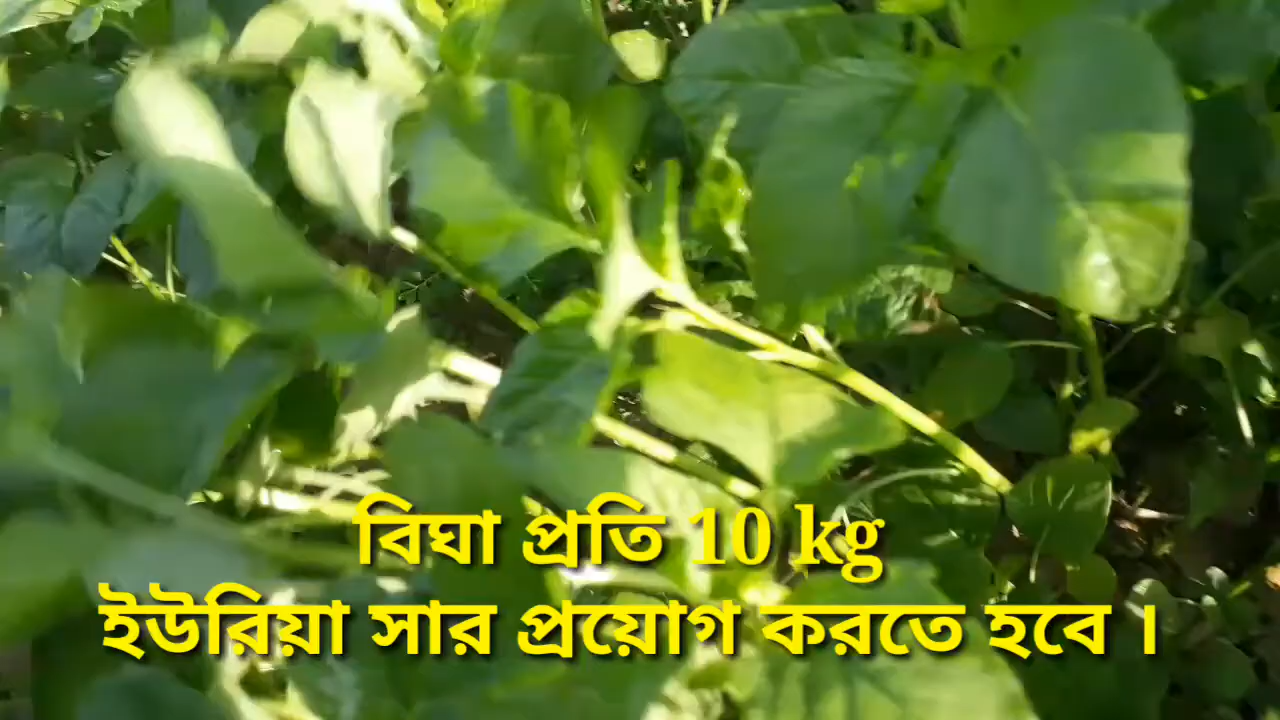 বিঘা প্রতি 10 kg
ইউরিয়া সার প্রয়োগ করতে হবে ।